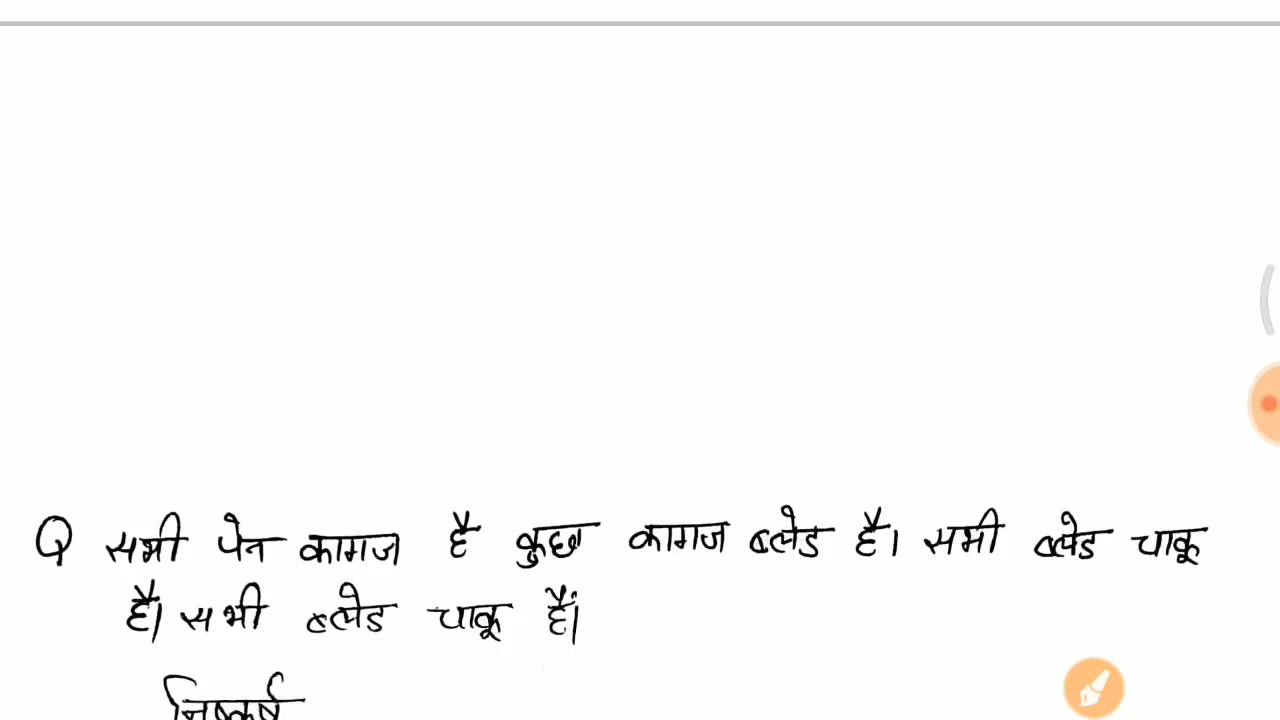 Q सभी पेन कागज है कुछ कागज ब्लेड है। सभी ब्लेड चाकू
है। सभी ब्लेड चाकू हैं।
निष्कर्ष